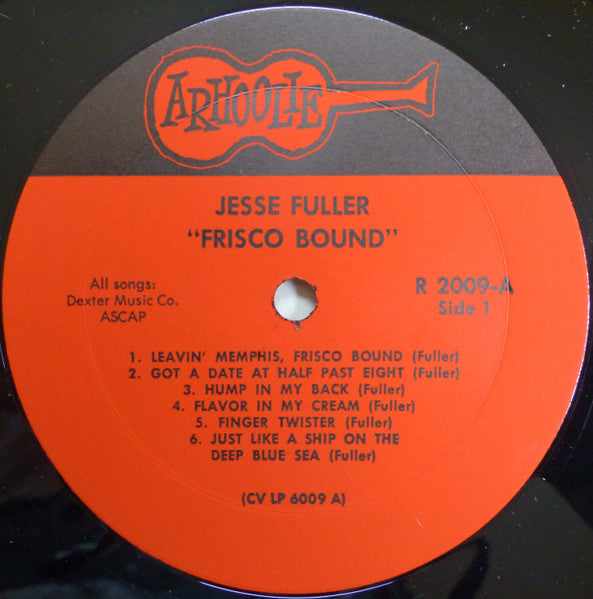 ARHOOLIE
JESSE FULLER
"FRISCO BOUND"
All songs:
Dexter Music Co.
ASCAP
R 2009-A
Side 1
1. LEAVIN' MEMPHIS, FRISCO BOUND (Fuller)
2. GOT A DATE AT HALF PAST EIGHT (Fuller)
3. HUMP IN MY BACK (Fuller)
4. FLAVOR IN MY CREAM (Fuller)
5. FINGER TWISTER (Fuller)
6. JUST LIKE A SHIP ON THE
DEEP BLUE SEA (Fuller)
(CV LP 6009 A)